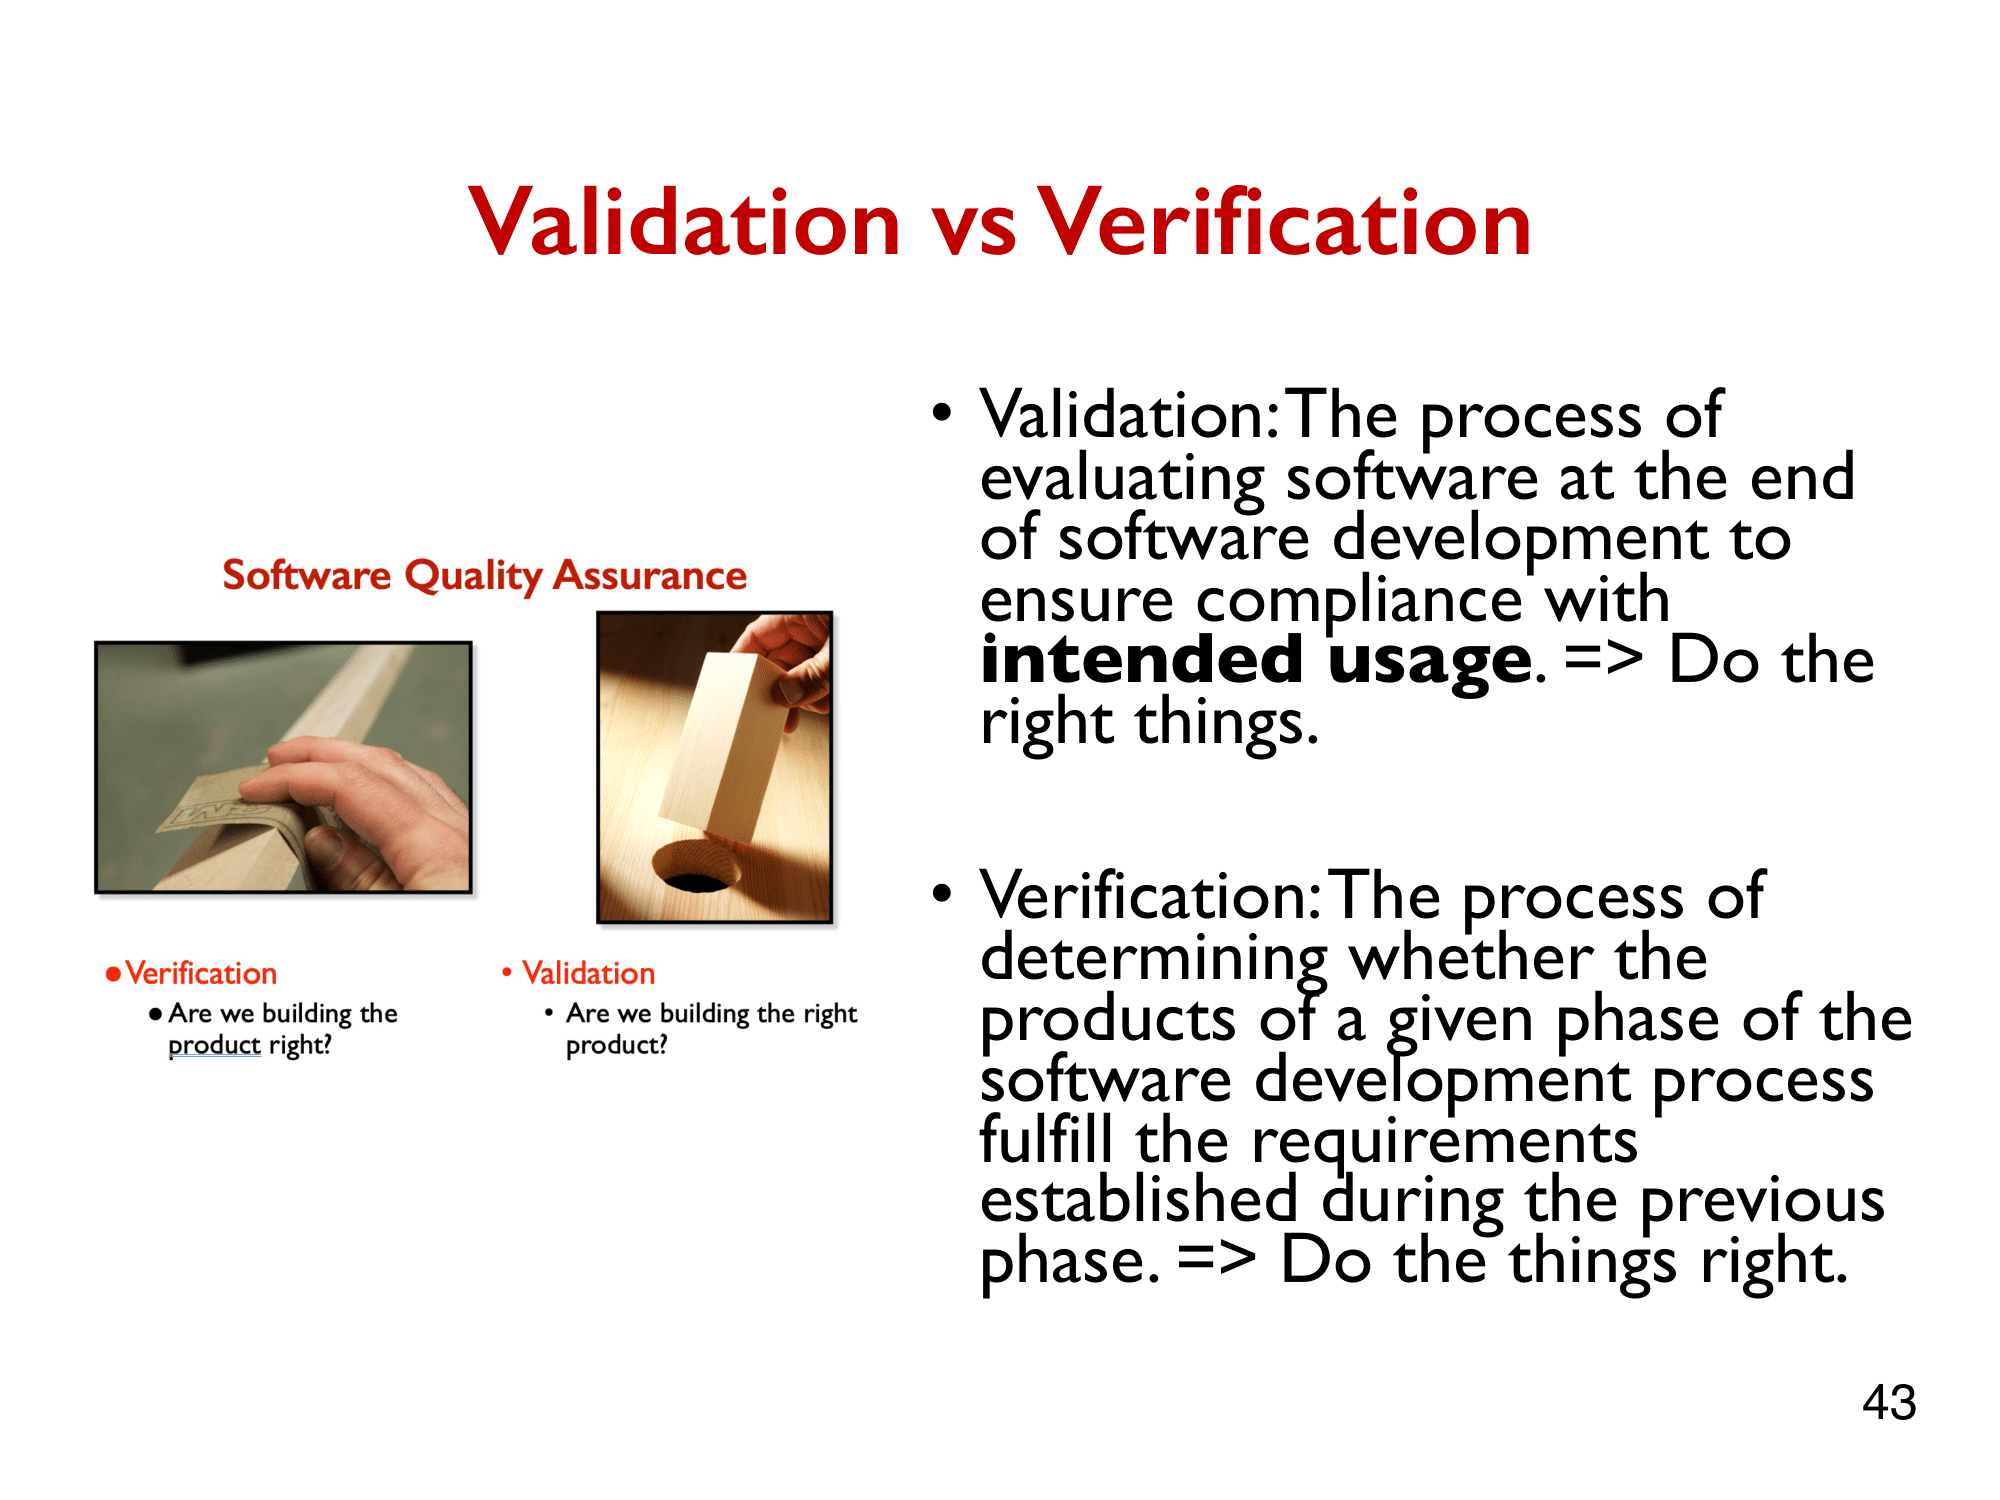 Validation vs Verification
Software Quality Assurance
●Verification
●Are we building the
product right?
• Validation
• Are we building the right
product?
• Validation: The process of
evaluating software at the end
of software development to
ensure compliance with
intended usage. => Do the
right things.
• Verification: The process of
determining whether the
products of a given phase of the
software development process
fulfill the requirements
established during the previous
phase. => Do the things right.
43